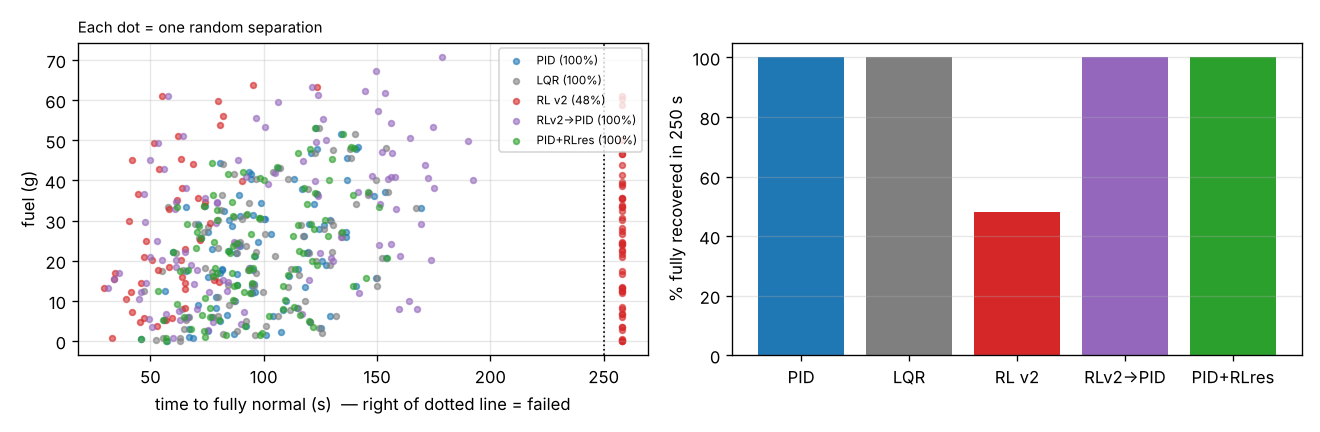 Each dot = one random separation
fuel (g)
70
60
50
40
30
20
10
0
50
100
150
200
250
time to fully normal (s) — right of dotted line = failed
PID (100%)
LQR (100%)
RL v2 (48%)
RLv2→PID (100%)
PID+RLres (100%)
% fully recovered in 250 s
100
80
60
40
20
0
PID
LQR
RL v2
RLv2→PID
PID+RLres